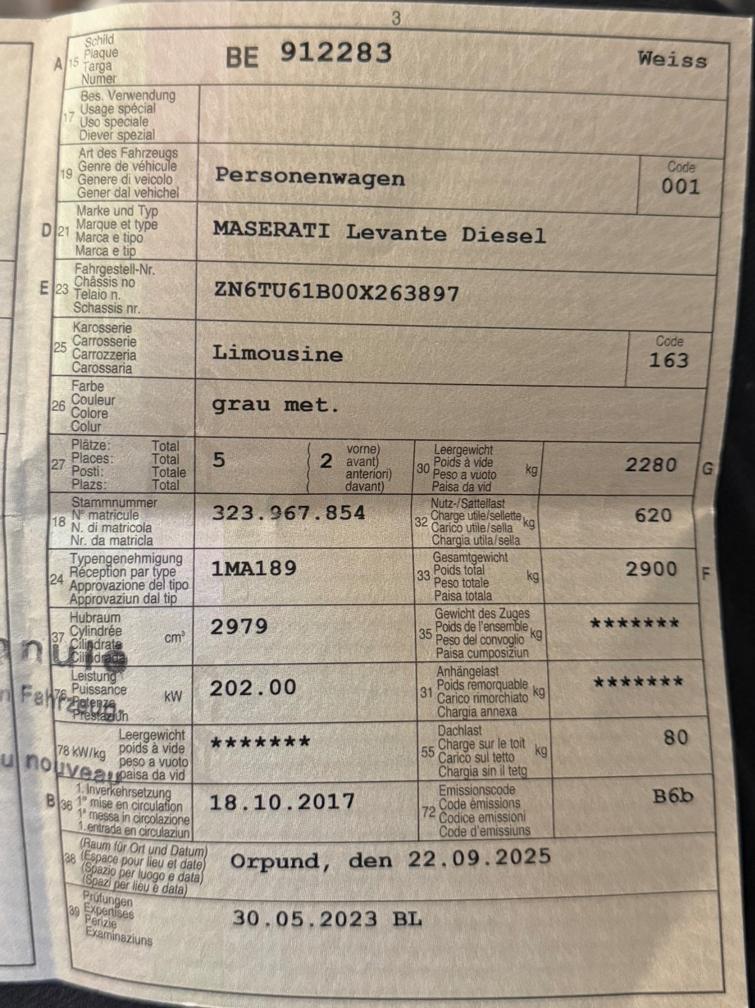 3
A 15 Schild
Plaque
Targa
Numer
BE 912283 Weiss
17 Bes. Verwendung
Usage spécial
Uso speciale
Diever spezial
19 Art des Fahrzeugs
Genre de véhicule
Genere di veicolo
Gener dal vehichel
Personenwagen
Code
001
D 21 Marke und Typ
Marque et type
Marca e tipo
Marca e tip
MASERATI Levante Diesel
E 23 Fahrgestell-Nr.
Châssis no
Telaio n.
Schassis nr.
ZN6TU61B00X263897
25 Karosserie
Carrosserie
Carrozzeria
Carossaria
Limousine
Code
163
26 Farbe
Couleur
Colore
Colur
grau met.
27 Plätze: Total
Places: Total
Posti: Totale
Plazs: Total
5 ( 2 vorne)
avant)
anteriori)
davant)
30 Leergewicht
Poids à vide
Peso a vuoto
Paisa da vid
kg 2280 G
18 Stammnummer
N° matricule
N. di matricola
Nr. da matricla
323.967.854
32 Nutz-/Sattellast
Charge utile/sellette
Carico utile/sella
Chargia utila/sella
kg 620
24 Typengenehmigung
Réception par type
Approvazione del tipo
Approvaziun dal tip
1MA189
33 Gesamtgewicht
Poids total
Peso totale
Paisa totala
kg 2900 F
37 Hubraum
Cylindrée
Cilindrata
cm³ 2979
35 Gewicht des Zuges
Poids de l'ensemble
Peso del convoglio
Paisa cumposiziun
kg *******
76 Leistung
Puissance
Potenza
Prestaziun
kW 202.00
31 Anhängelast
Poids remorquable
Carico rimorchiato
Chargia annexa
kg *******
78 kW/kg Leergewicht
poids à vide
peso a vuoto
paisa da vid
*******
55 Dachlast
Charge sur le toit
Carico sul tetto
Chargia sin il tetg
kg 80
B 36 1. Inverkehrsetzung
1re mise en circulation
1a messa in circolazione
1. entrada en circulaziun
18.10.2017
72 Emissionscode
Code émissions
Codice emissioni
Code d'emissiuns
B6b
38 (Raum für Ort und Datum)
(Espace pour lieu et date)
(Spazio per luogo e data)
(Spazi per lieu e data)
Orpund, den 22.09.2025
39 Prüfungen
Expertises
Perizie
Examinaziuns
30.05.2023 BL
nouveau